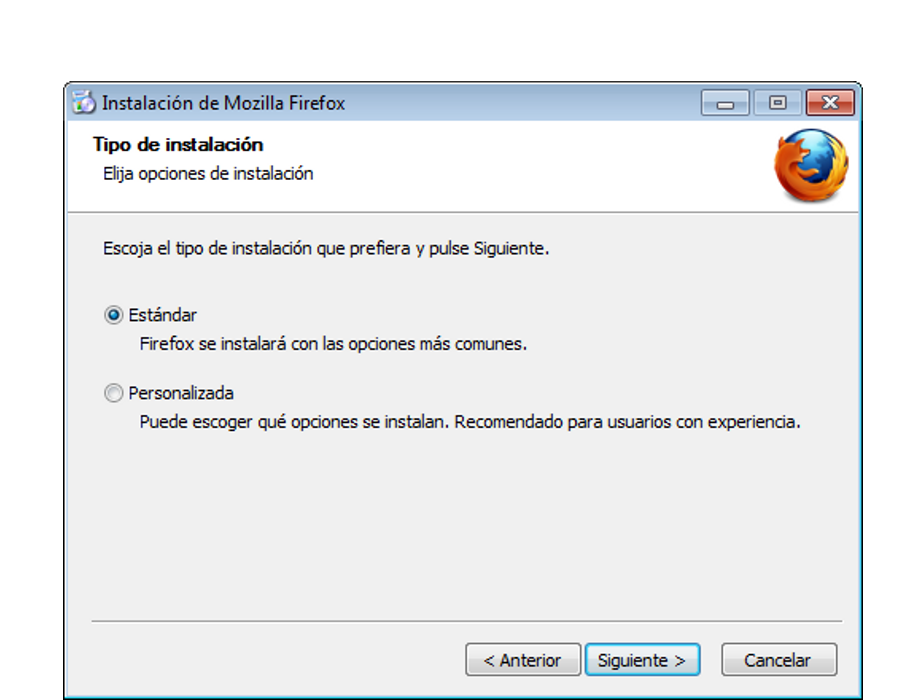 Instalación de Mozilla Firefox
Tipo de instalación
Elija opciones de instalación
Escoja el tipo de instalación que prefiera y pulse Siguiente.
Estándar
Firefox se instalará con las opciones más comunes.
Personalizada
Puede escoger qué opciones se instalan. Recomendado para usuarios con experiencia.
< Anterior Siguiente > Cancelar